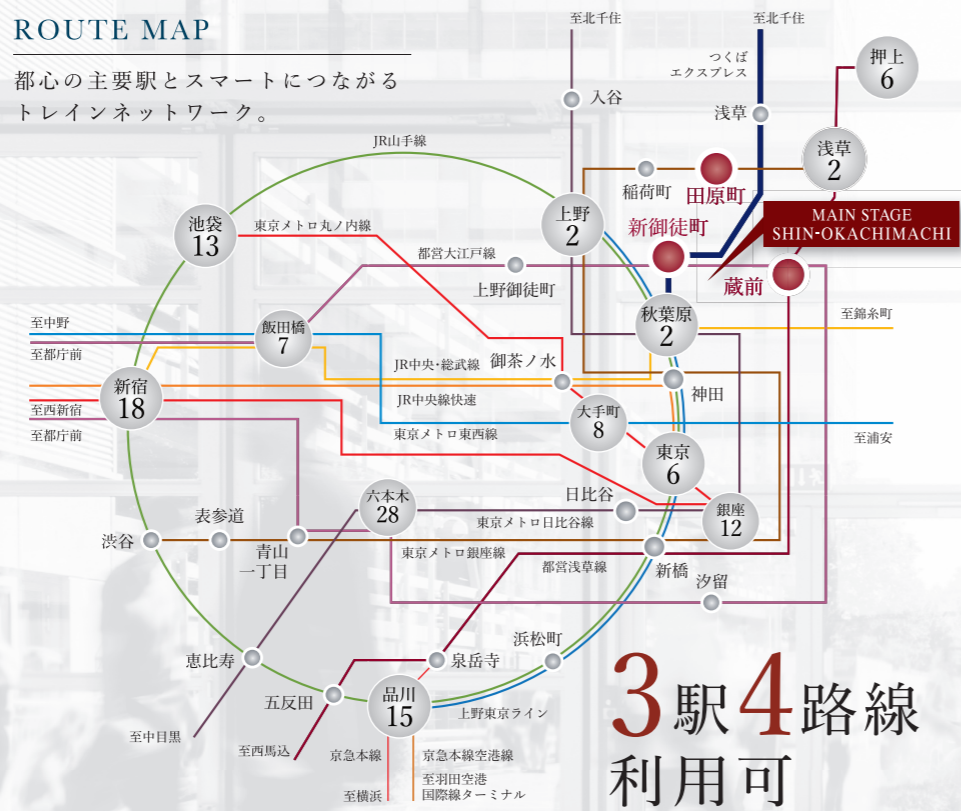 ROUTE MAP
都心の主要駅とスマートにつながる
トレインネットワーク。
至北千住
至北千住
つくば
エクスプレス
押上
6
入谷
浅草
浅草
2
JR山手線
稲荷町
田原町
池袋
13
東京メトロ丸ノ内線
上野
2
新御徒町
MAIN STAGE
SHIN-OKACHIMACHI
都営大江戸線
上野御徒町
蔵前
至中野
飯田橋
7
秋葉原
2
至錦糸町
至都庁前
JR中央・総武線
御茶ノ水
新宿
18
JR中央線快速
神田
至西新宿
至都庁前
東京メトロ東西線
大手町
8
至浦安
東京
6
六本木
28
日比谷
銀座
12
東京メトロ日比谷線
表参道
渋谷
青山
一丁目
東京メトロ銀座線
都営浅草線
新橋
汐留
恵比寿
泉岳寺
浜松町
五反田
品川
15
上野東京ライン
至中目黒
至西馬込
京急本線
京急本線空港線
至羽田空港
国際線ターミナル
至横浜
3駅4路線
利用可